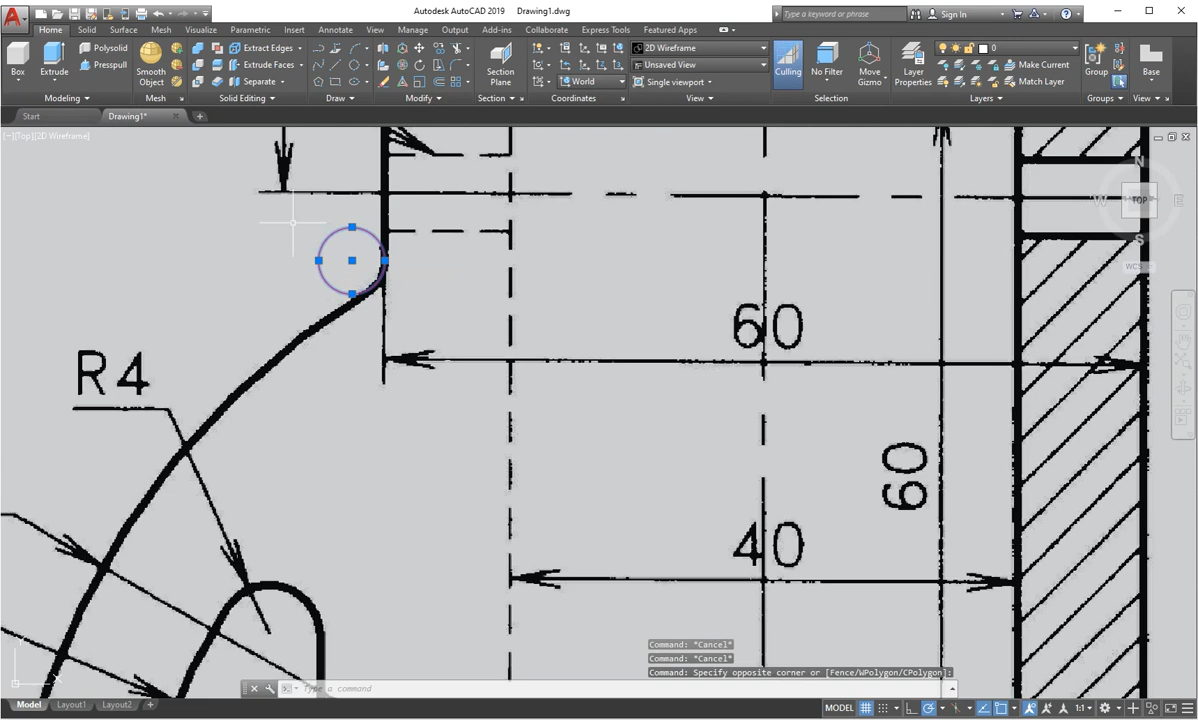 Autodesk AutoCAD 2019 Drawing1.dwg
Type a keyword or phrase
Sign In
Home Solid Surface Mesh Visualize Parametric Insert Annotate View Manage Output Add-ins Collaborate Express Tools Featured Apps
Polysolid
Extract Edges
2D Wireframe
0
Presspull
Extract Faces
Unsaved View
Make Current
Box
Extrude
Smooth Object
Separate
Section Plane
World
Single viewport
Culling
No Filter
Move Gizmo
Layer Properties
Match Layer
Group
Base
Modeling Mesh Solid Editing Draw Modify Section Coordinates View Selection Layers Groups View
Start Drawing1*
[−][Top][2D Wireframe]
N
W TOP E
S
WCS
60
R4
60
40
Y
X
Command: *Cancel*
Command: *Cancel*
Command: Specify opposite corner or [Fence/WPolygon/CPolygon]:
Type a command
Model Layout1 Layout2
MODEL
1:1